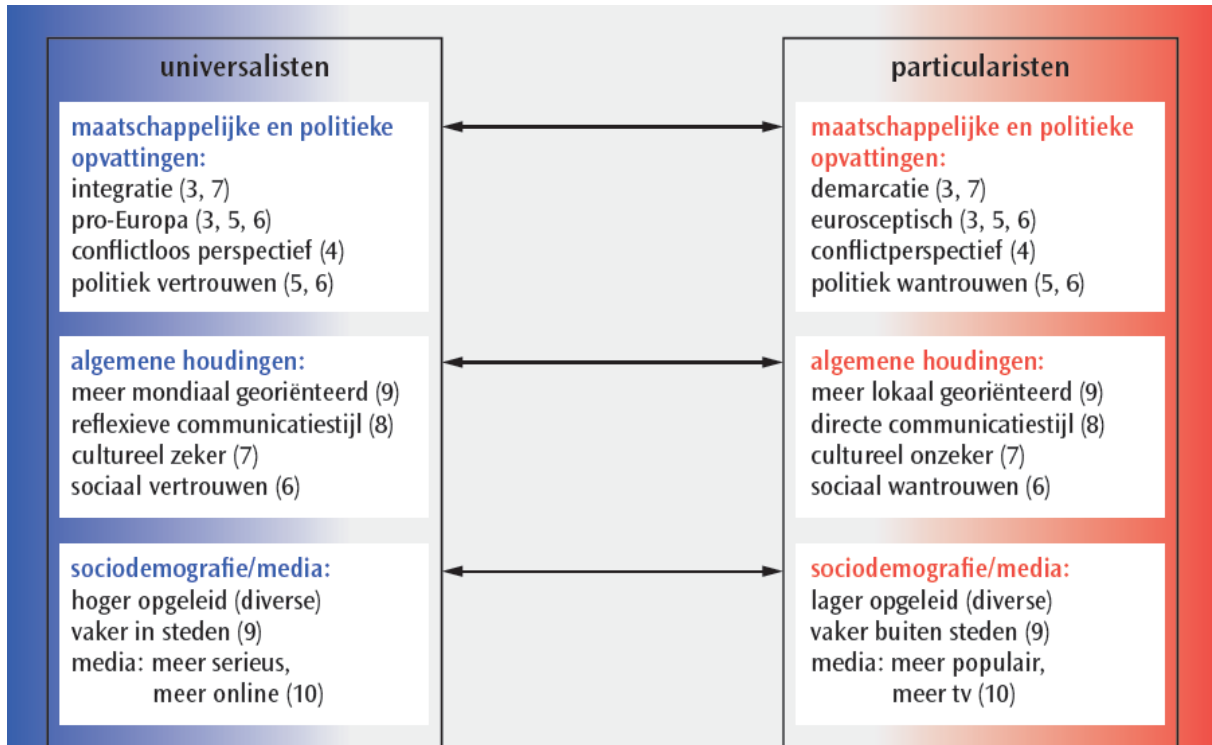 universalisten
maatschappelijke en politieke
opvattingen:
integratie (3, 7)
pro-Europa (3, 5, 6)
conflictloos perspectief (4)
politiek vertrouwen (5, 6)
algemene houdingen:
meer mondiaal georiënteerd (9)
reflexieve communicatiestijl (8)
cultureel zeker (7)
sociaal vertrouwen (6)
sociodemografie/media:
hoger opgeleid (diverse)
vaker in steden (9)
media: meer serieus,
meer online (10)
particularisten
maatschappelijke en politieke
opvattingen:
demarcatie (3, 7)
eurosceptisch (3, 5, 6)
conflictperspectief (4)
politiek wantrouwen (5, 6)
algemene houdingen:
meer lokaal georiënteerd (9)
directe communicatiestijl (8)
cultureel onzeker (7)
sociaal wantrouwen (6)
sociodemografie/media:
lager opgeleid (diverse)
vaker buiten steden (9)
media: meer populair,
meer tv (10)